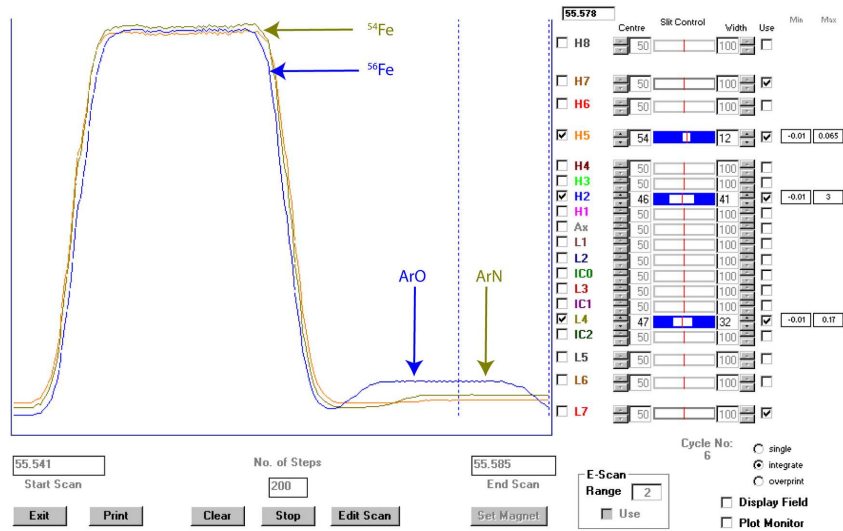 55.578
Centre Slit Control Width Use Min Max
H8 50 100
⁵⁴Fe
⁵⁶Fe
H7 50 100
H6 50 100
H5 54 12 -0.01 0.065
H4 50 100
H3 50 100
H2 46 41 -0.01 3
H1 50 100
Ax 50 100
L1 50 100
L2 50 100
ArO ArN
IC0 50 100
L3 50 100
IC1 50 100
L4 47 32 -0.01 0.17
IC2 50 100
L5 50 100
L6 50 100
L7 50 100
55.541 No. of Steps 55.585
Start Scan 200 End Scan
Cycle No:
6
single
integrate
overprint
E-Scan
Range 2
Use
Display Field
Plot Monitor
Exit Print Clear Stop Edit Scan Set Magnet